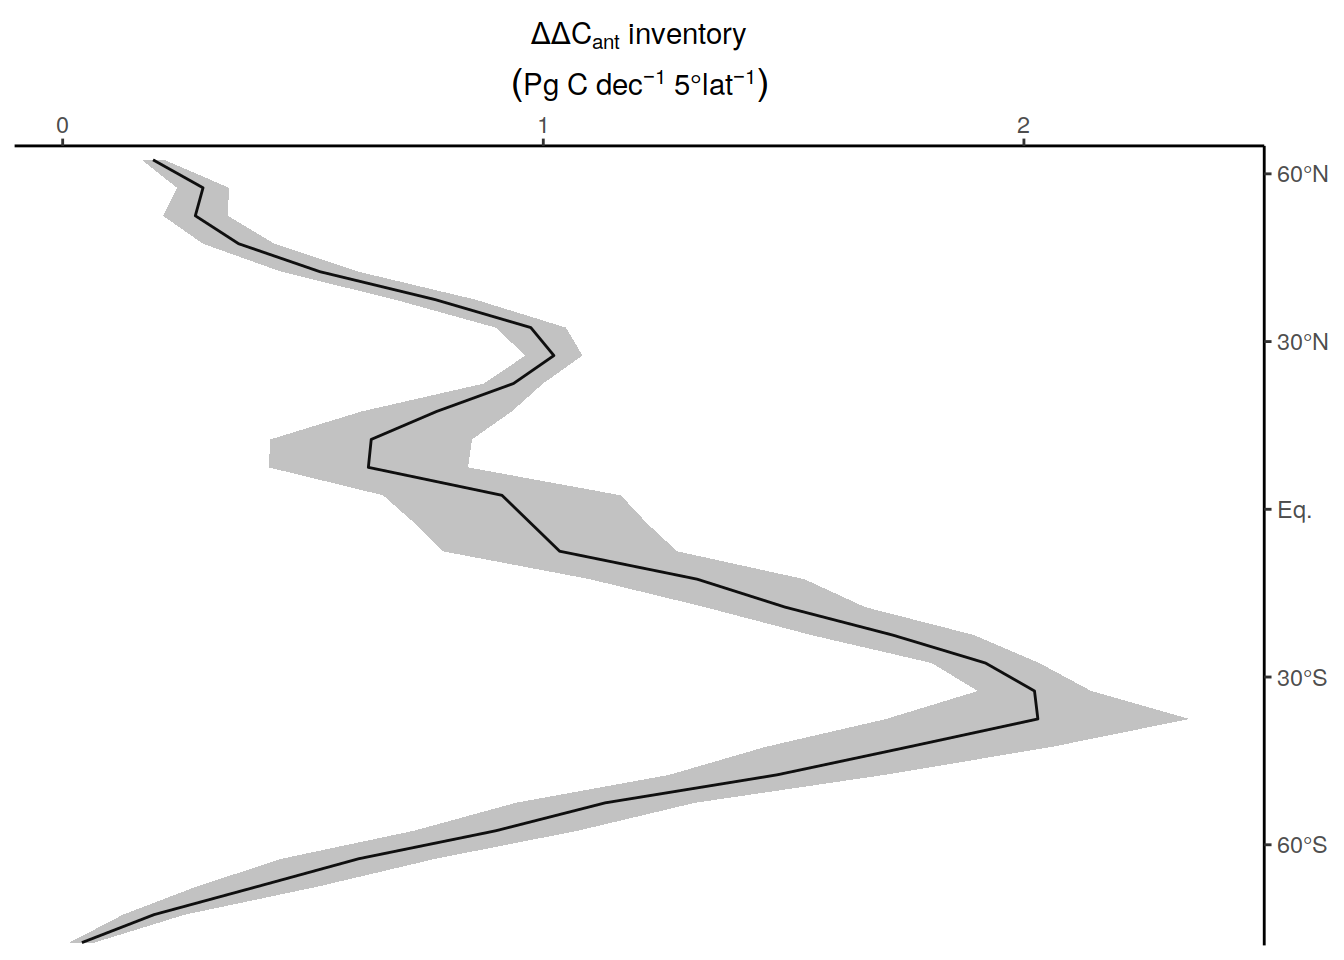 ΔΔCant inventory
(Pg C dec−1 5°lat−1)
0 1 2
60°N
30°N
Eq.
30°S
60°S